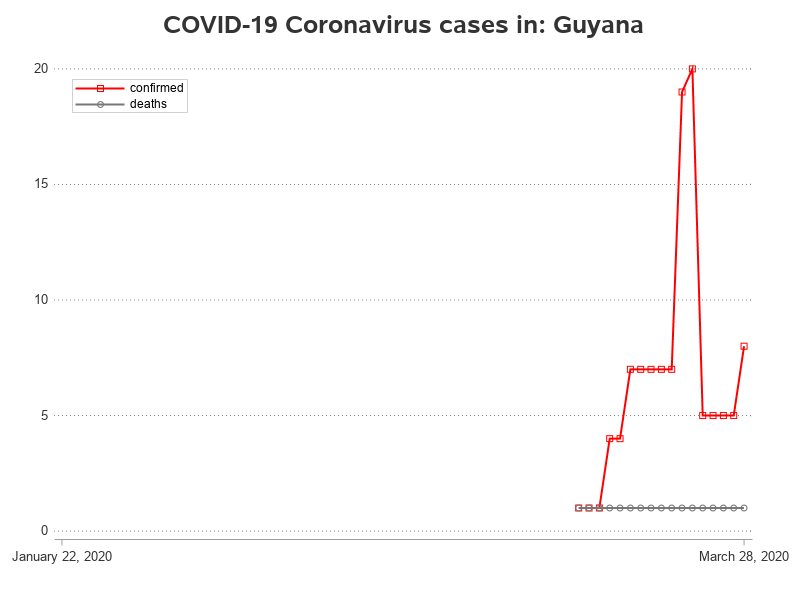 COVID-19 Coronavirus cases in: Guyana
20
confirmed
deaths
15
10
5
0
January 22, 2020
March 28, 2020